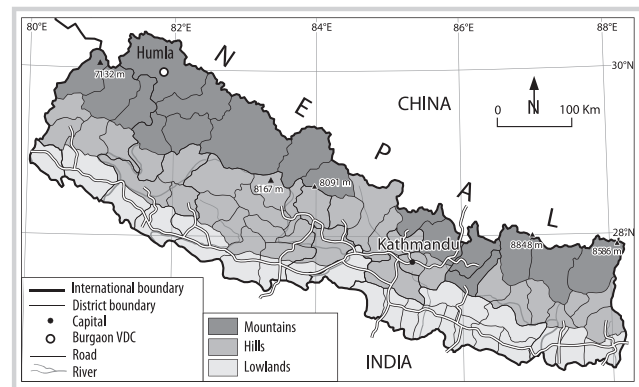 80°E 82°E 84°E 86°E 88°E
Humla
7132 m
30°N
NEPAL
CHINA
N
0 100 Km
8167 m
8091 m
28°N
Kathmandu
8848 m
8586 m
International boundary
District boundary
Capital
Burgaon VDC
Road
River
Mountains
Hills
Lowlands
INDIA